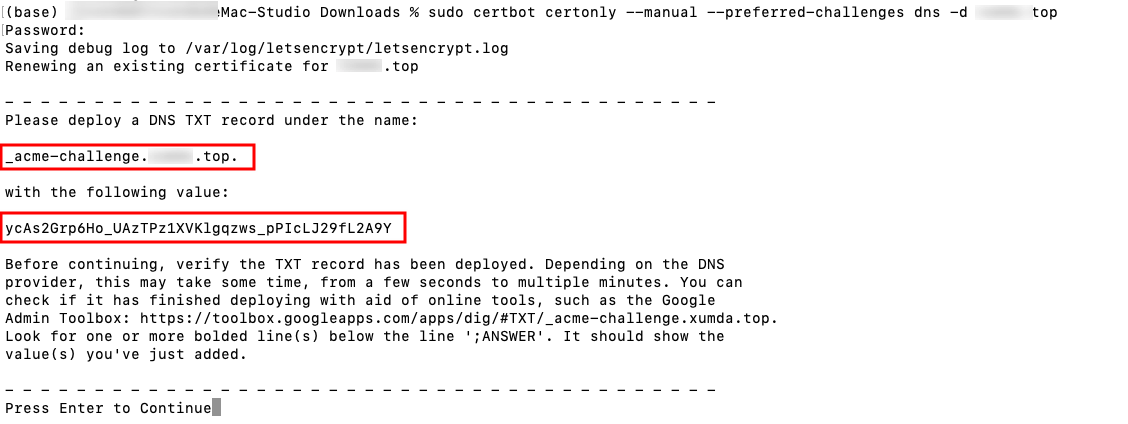 (base) eMac-Studio Downloads % sudo certbot certonly --manual --preferred-challenges dns -d top
Password:
Saving debug log to /var/log/letsencrypt/letsencrypt.log
Renewing an existing certificate for .top
- - - - - - - - - - - - - - - - - - - - - - - - - - - - - - - - - - - - - - - -
Please deploy a DNS TXT record under the name:
_acme-challenge. .top.
with the following value:
ycAs2Grp6Ho_UAzTPz1XVKlgqzws_pPIcLJ29fL2A9Y
Before continuing, verify the TXT record has been deployed. Depending on the DNS
provider, this may take some time, from a few seconds to multiple minutes. You can
check if it has finished deploying with aid of online tools, such as the Google
Admin Toolbox: https://toolbox.googleapps.com/apps/dig/#TXT/_acme-challenge.xumda.top.
Look for one or more bolded line(s) below the line ';ANSWER'. It should show the
value(s) you've just added.
- - - - - - - - - - - - - - - - - - - - - - - - - - - - - - - - - - - - - - - -
Press Enter to Continue